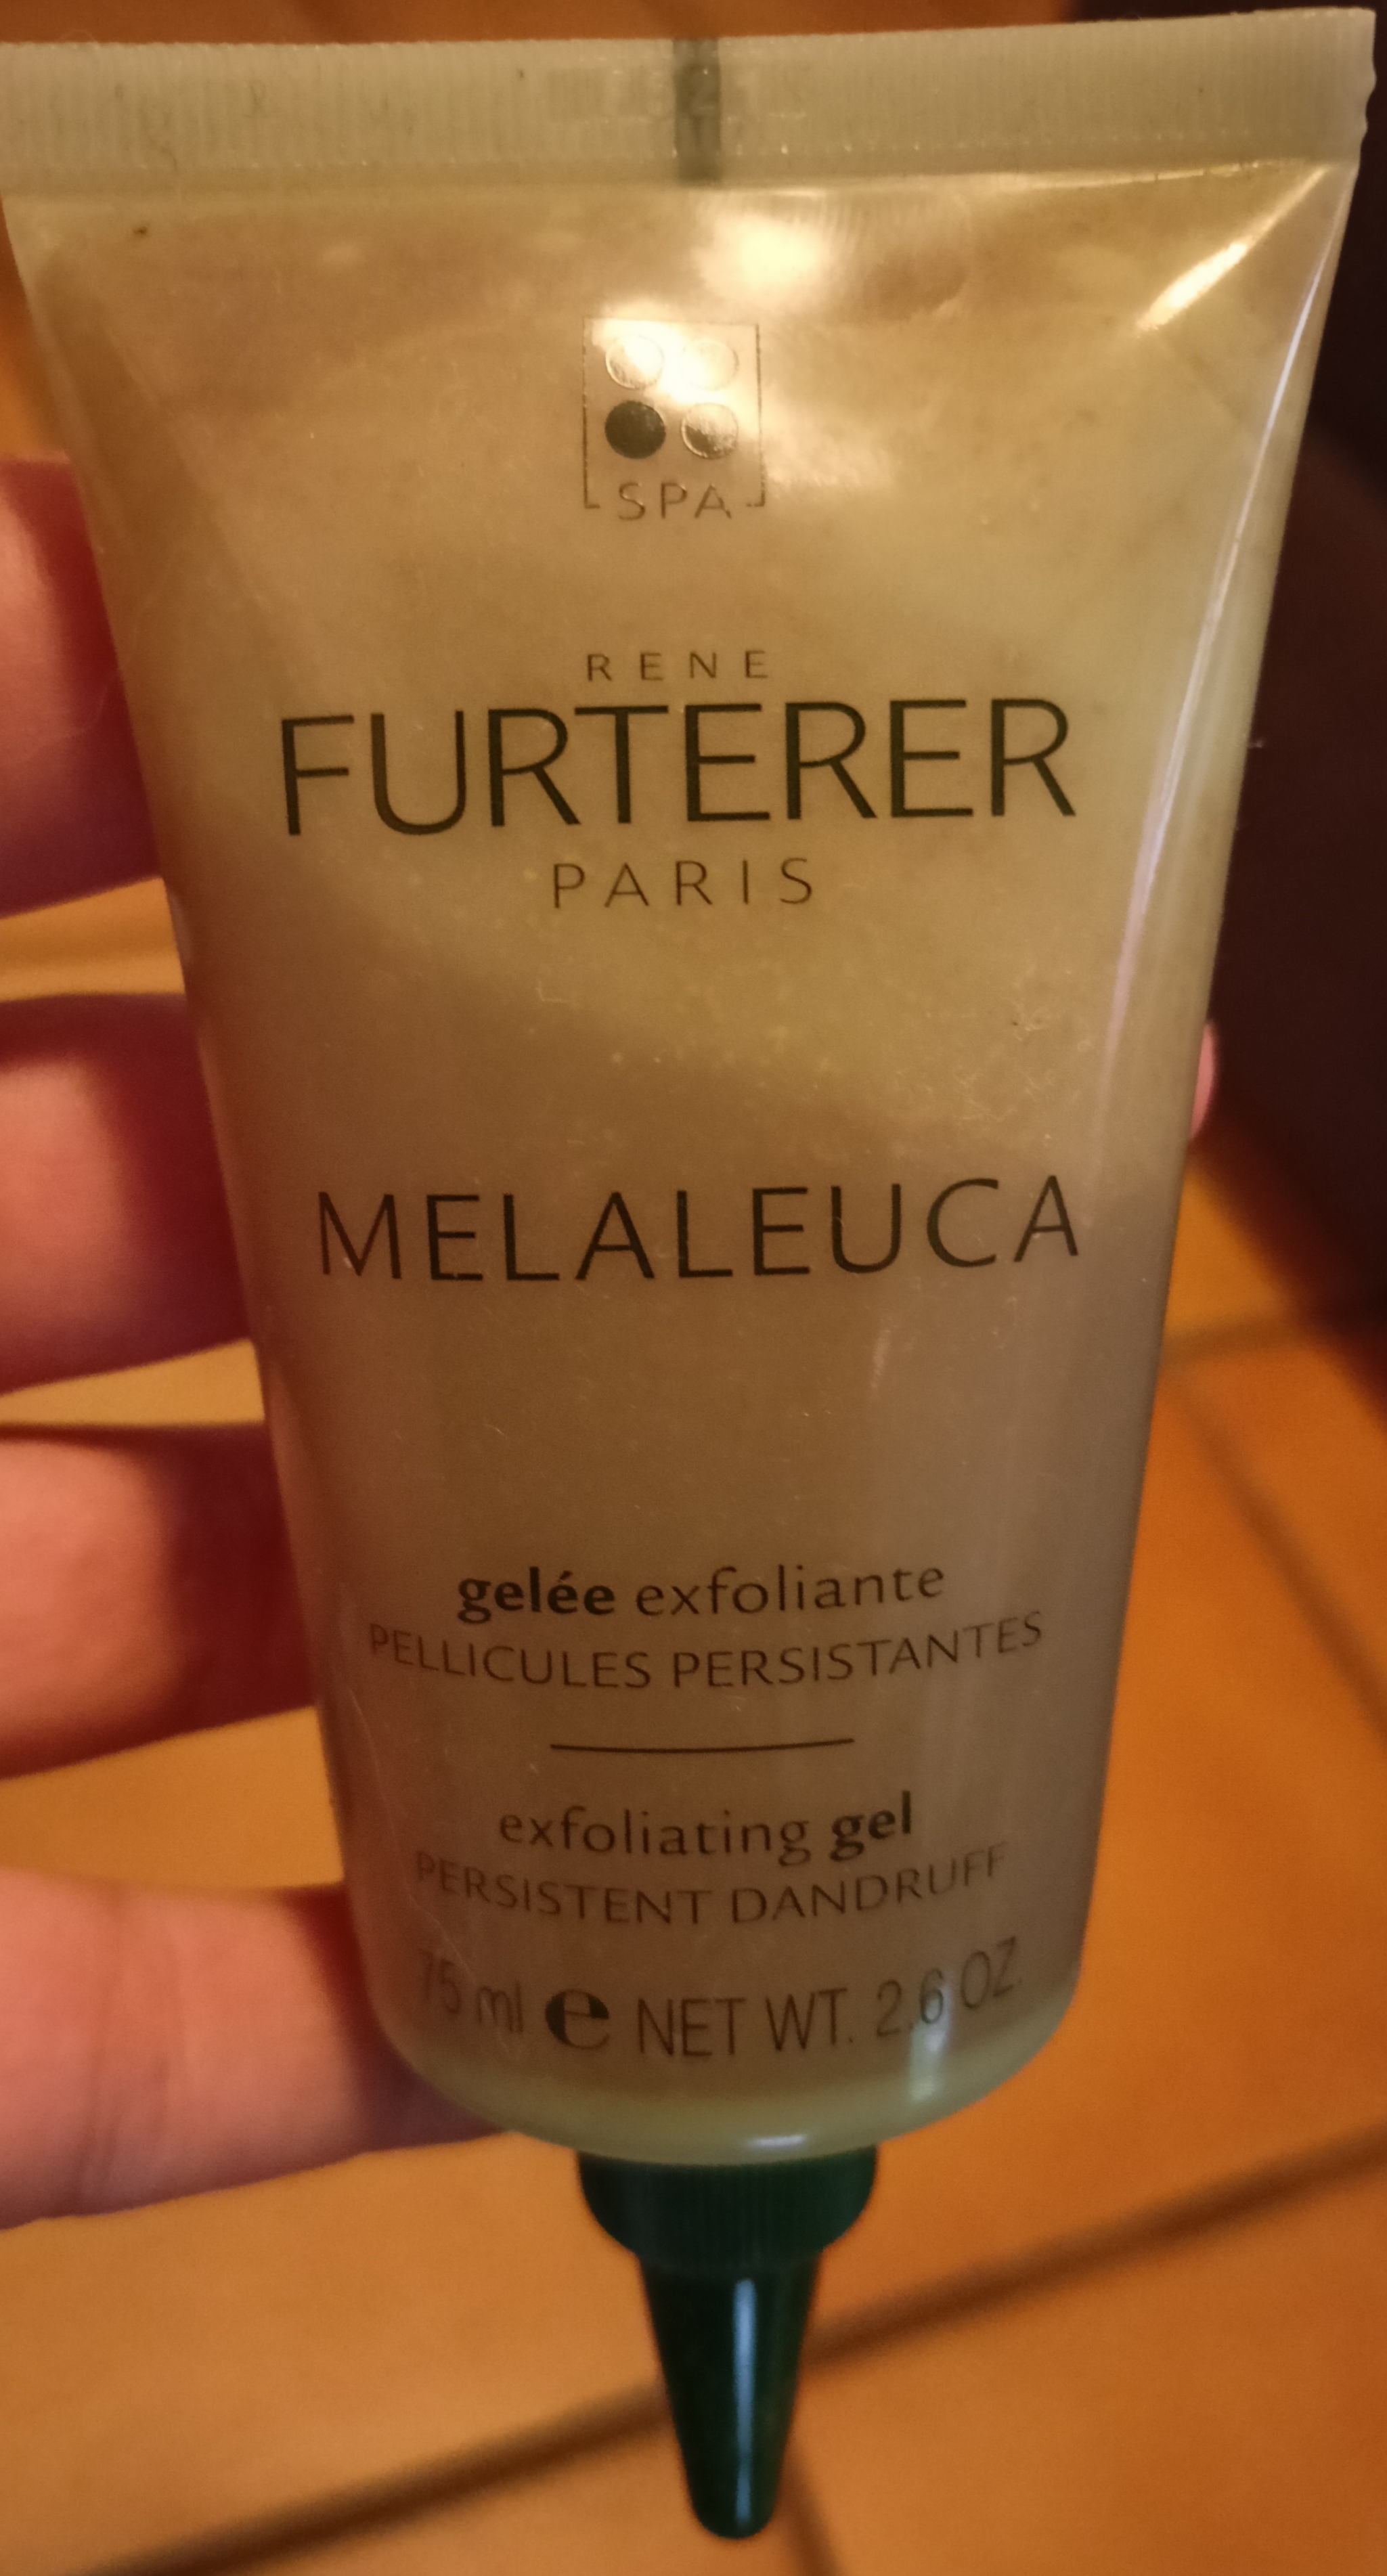 SPA
RENE
FURTERER
PARIS
MELALEUCA
gelée exfoliante
PELLICULES PERSISTANTES
exfoliating gel
PERSISTENT DANDRUFF
75 ml e NET WT. 2.6 OZ